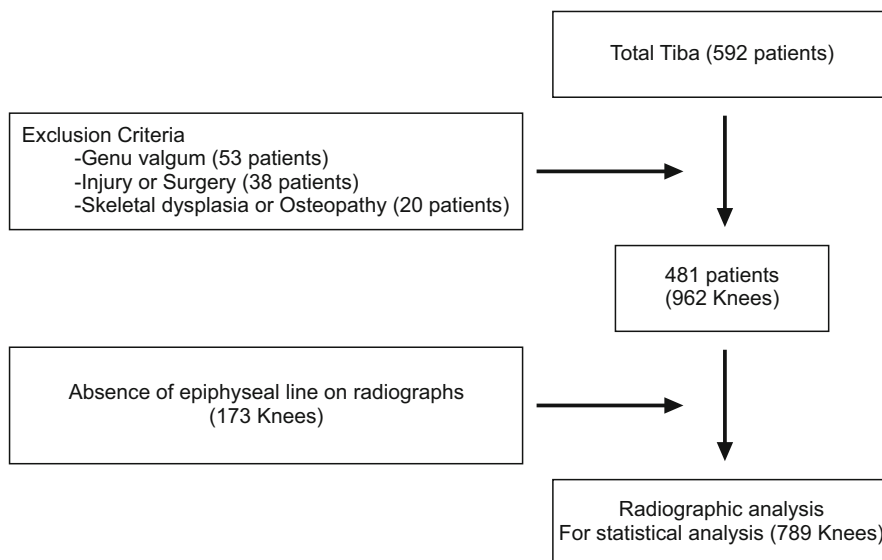 Total Tiba (592 patients)
Exclusion Criteria
-Genu valgum (53 patients)
-Injury or Surgery (38 patients)
-Skeletal dysplasia or Osteopathy (20 patients)
481 patients
(962 Knees)
Absence of epiphyseal line on radiographs
(173 Knees)
Radiographic analysis
For statistical analysis (789 Knees)